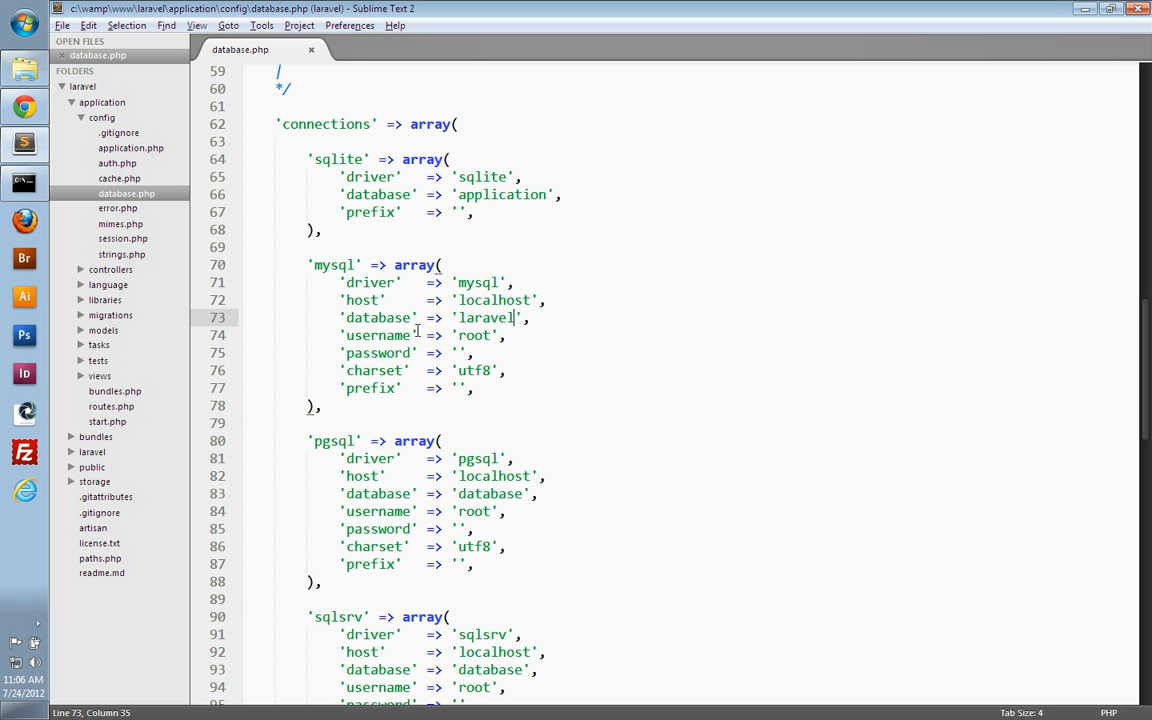 c:\wamp\www\laravel\application\config\database.php (laravel) - Sublime Text 2
File Edit Selection Find View Goto Tools Project Preferences Help
OPEN FILES
database.php
FOLDERS
laravel
application
config
.gitignore
application.php
auth.php
cache.php
database.php
error.php
mimes.php
session.php
strings.php
controllers
language
libraries
migrations
models
tasks
tests
views
bundles.php
routes.php
start.php
bundles
laravel
public
storage
.gitattributes
.gitignore
artisan
license.txt
paths.php
readme.md
database.php
59 |
60 */
61
62 'connections' => array(
63
64 'sqlite' => array(
65 'driver' => 'sqlite',
66 'database' => 'application',
67 'prefix' => '',
68 ),
69
70 'mysql' => array(
71 'driver' => 'mysql',
72 'host' => 'localhost',
73 'database' => 'laravel',
74 'username' => 'root',
75 'password' => '',
76 'charset' => 'utf8',
77 'prefix' => '',
78 ),
79
80 'pgsql' => array(
81 'driver' => 'pgsql',
82 'host' => 'localhost',
83 'database' => 'database',
84 'username' => 'root',
85 'password' => '',
86 'charset' => 'utf8',
87 'prefix' => '',
88 ),
89
90 'sqlsrv' => array(
91 'driver' => 'sqlsrv',
92 'host' => 'localhost',
93 'database' => 'database',
94 'username' => 'root',
Br
Ai
Ps
Id
Fz
11:06 AM
7/24/2012
Line 73, Column 35
Tab Size: 4
PHP